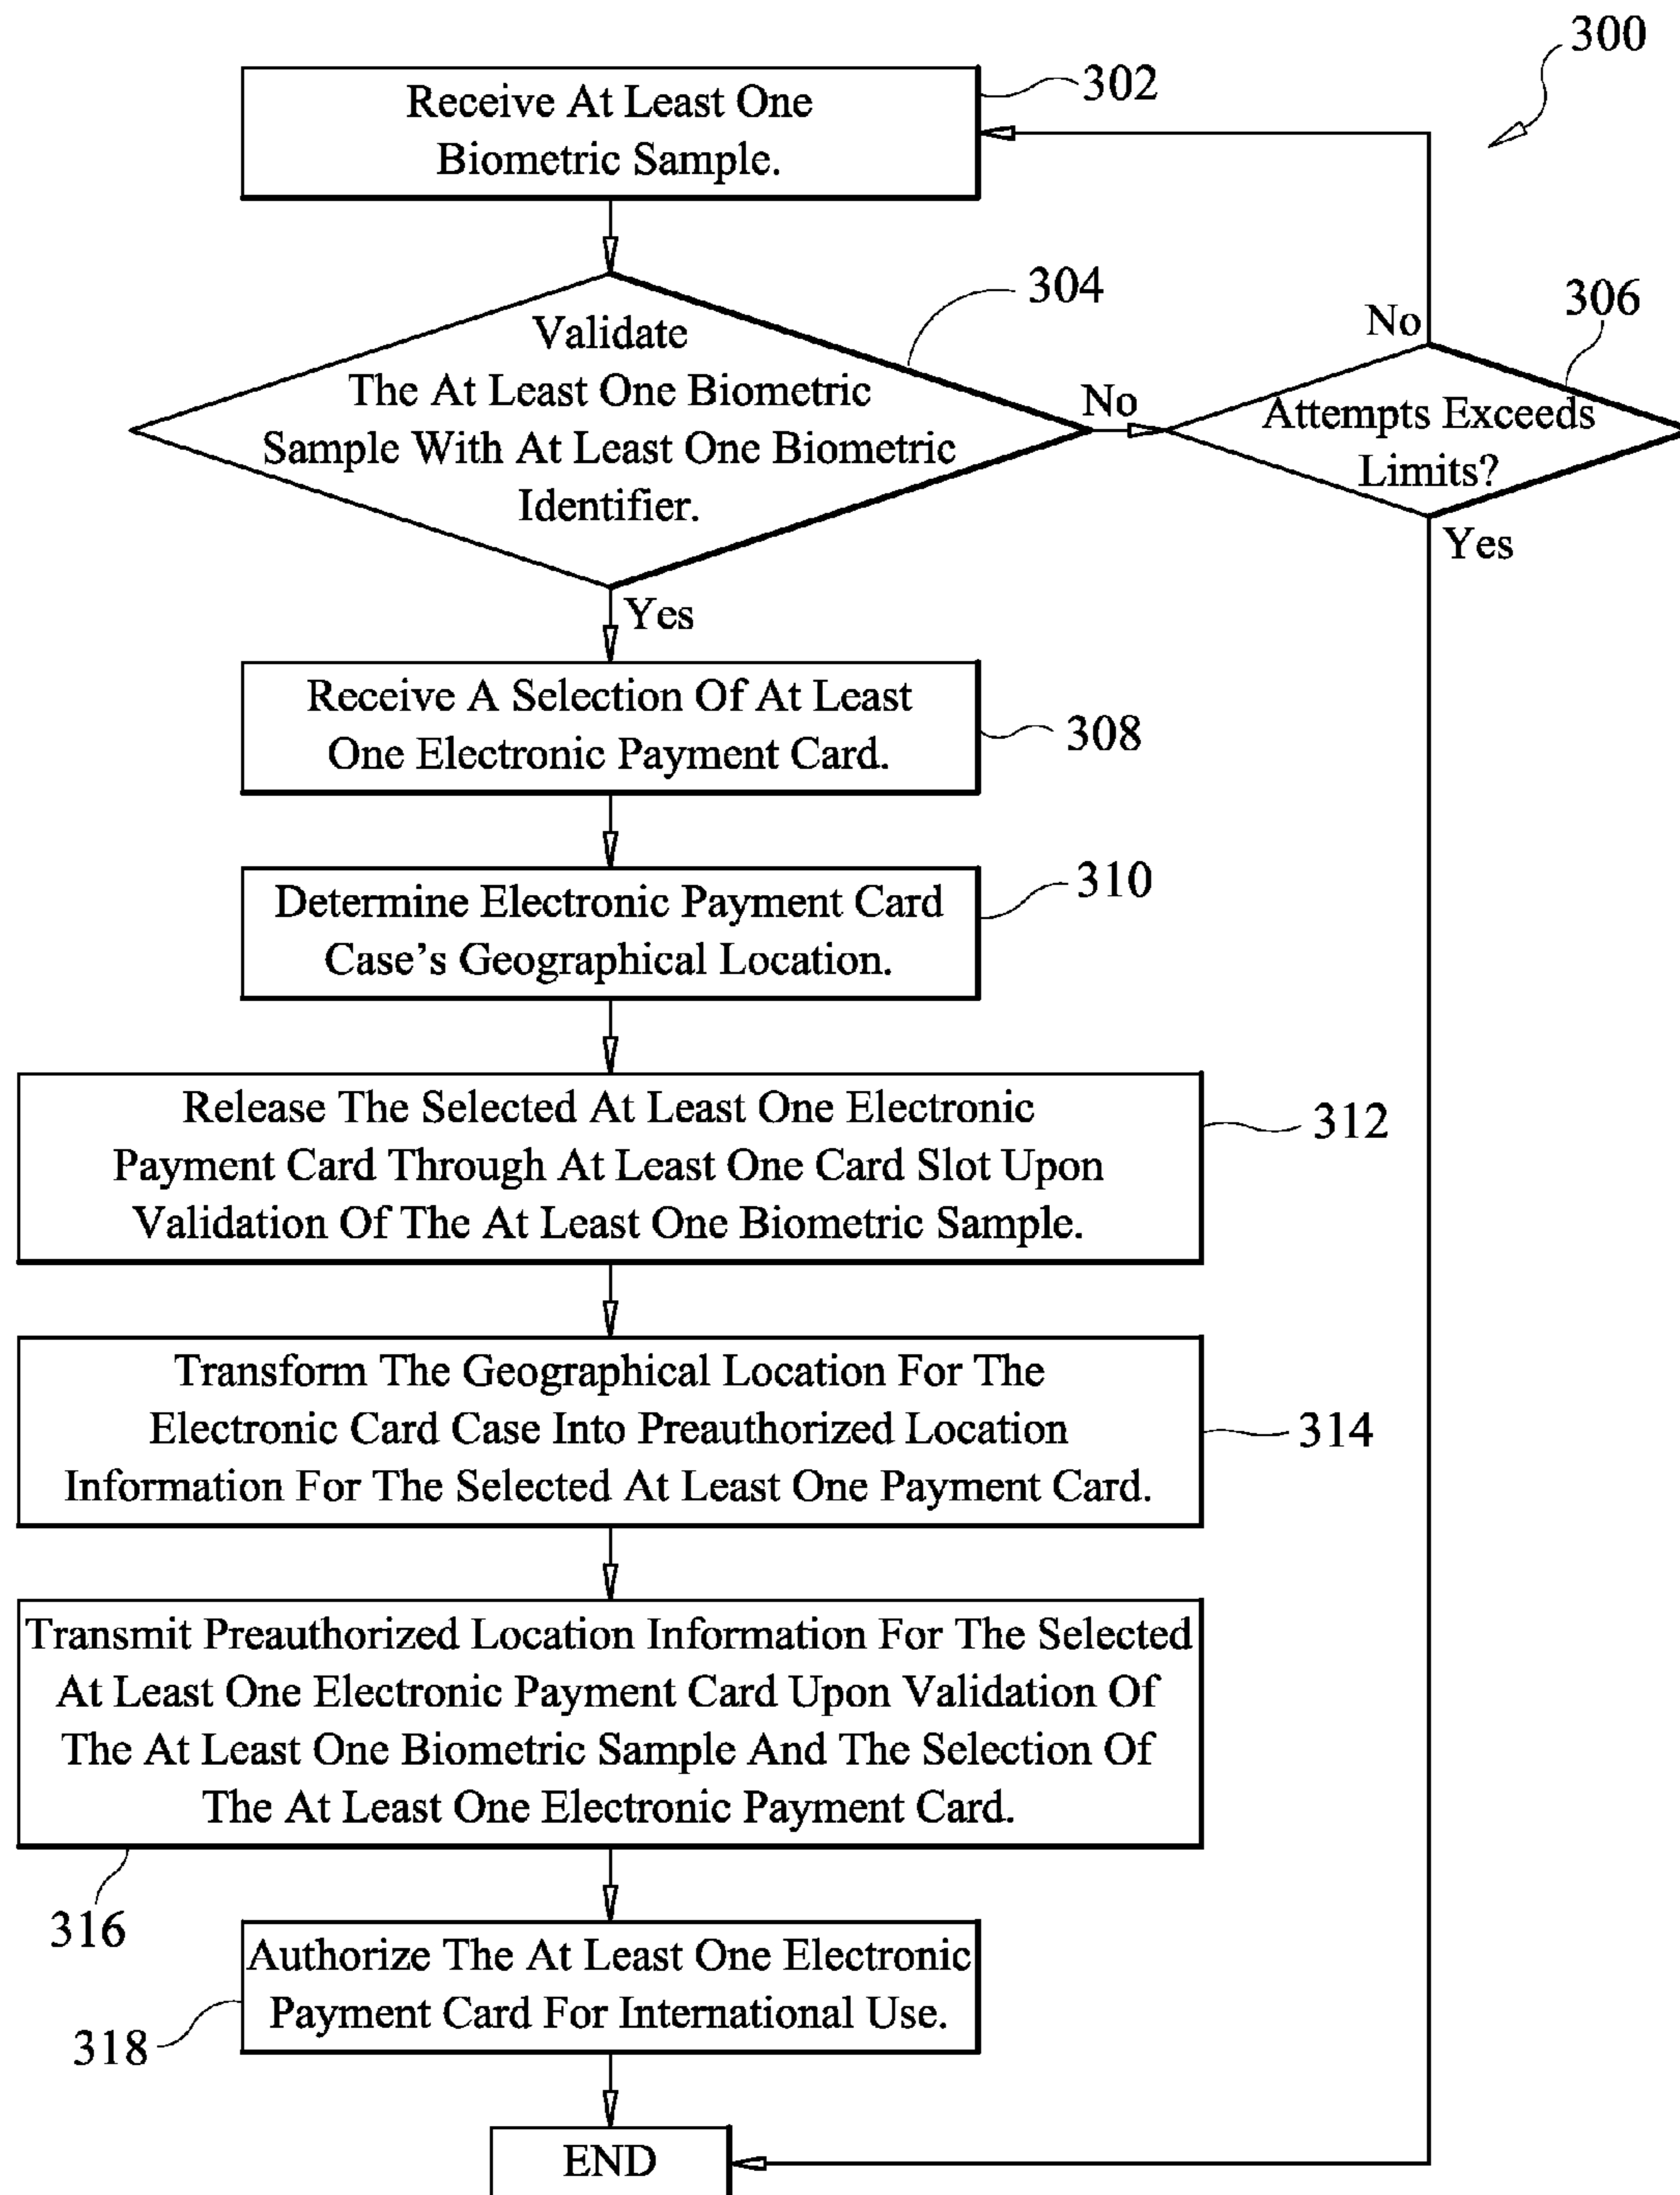 300
Receive At Least One
Biometric Sample.
302
Validate
The At Least One Biometric
Sample With At Least One Biometric
Identifier.
304
No
No
306
Attempts Exceeds
Limits?
Yes
Yes
Receive A Selection Of At Least
One Electronic Payment Card.
308
Determine Electronic Payment Card
Case's Geographical Location.
310
Release The Selected At Least One Electronic
Payment Card Through At Least One Card Slot Upon
Validation Of The At Least One Biometric Sample.
312
Transform The Geographical Location For The
Electronic Card Case Into Preauthorized Location
Information For The Selected At Least One Payment Card.
314
Transmit Preauthorized Location Information For The Selected
At Least One Electronic Payment Card Upon Validation Of
The At Least One Biometric Sample And The Selection Of
The At Least One Electronic Payment Card.
316
Authorize The At Least One Electronic
Payment Card For International Use.
318
END